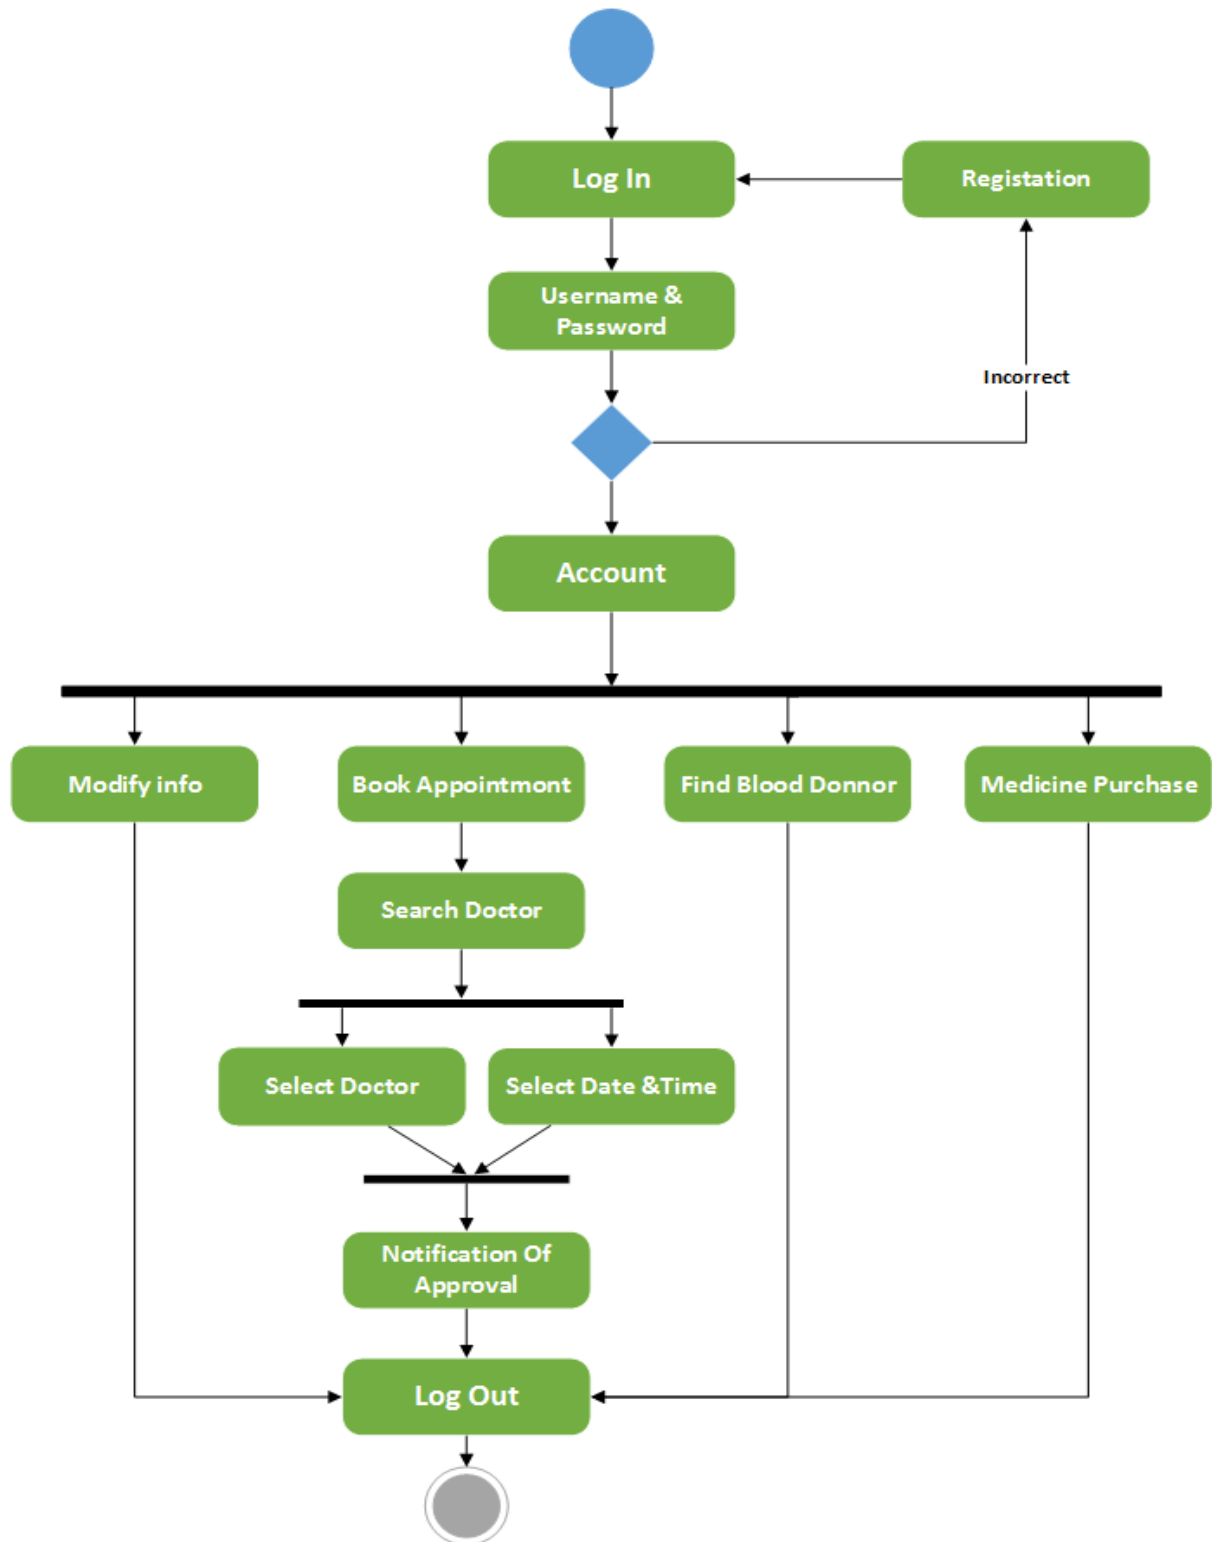 Log In
Registation
Username &
Password
Incorrect
Account
Modify info
Book Appointmont
Find Blood Donnor
Medicine Purchase
Search Doctor
Select Doctor
Select Date &Time
Notification Of
Approval
Log Out